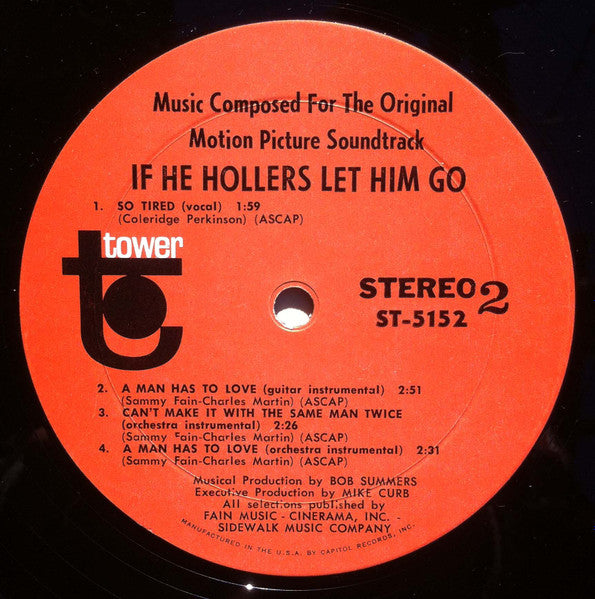 Music Composed For The Original
Motion Picture Soundtrack
IF HE HOLLERS LET HIM GO
1. SO TIRED (vocal) 1:59
(Coleridge Perkinson) (ASCAP)
tower
t
STEREO 2
ST-5152
2. A MAN HAS TO LOVE (guitar instrumental) 2:51
(Sammy Fain-Charles Martin) (ASCAP)
3. CAN'T MAKE IT WITH THE SAME MAN TWICE
(orchestra instrumental) 2:26
(Sammy Fain-Charles Martin) (ASCAP)
4. A MAN HAS TO LOVE (orchestra instrumental) 2:31
(Sammy Fain-Charles Martin) (ASCAP)
Musical Production by BOB SUMMERS
Executive Production by MIKE CURB
All selections published by
FAIN MUSIC - CINERAMA, INC. -
SIDEWALK MUSIC COMPANY
MANUFACTURED IN THE U.S.A. BY CAPITOL RECORDS, INC.